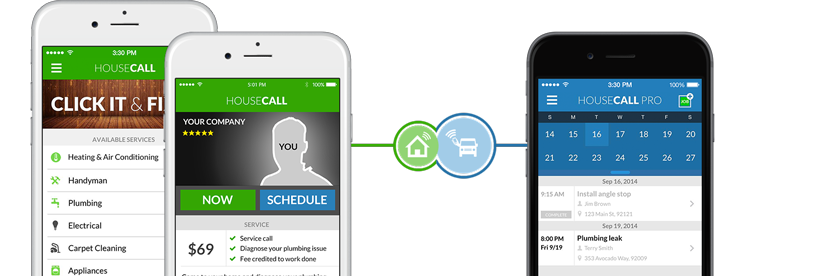 3:30 PM
HOUSECALL
CLICK IT & FI
AVAILABLE SERVICES
Heating & Air Conditioning
Handyman
Plumbing
Electrical
Carpet Cleaning
Appliances
5:01 PM 100%
HOUSECALL
YOUR COMPANY
YOU
NOW SCHEDULE
SERVICE
$69
Service call
Diagnose your plumbing issue
Fee credited to work done
3:30 PM 100%
HOUSECALL PRO JOB
S M T W T F S
14 15 16 17 18 19 20
21 22 23 24 25 26 27
Sep 16, 2014
9:15 AM Install angle stop
Jim Brown
COMPLETE 123 Main St, 92121
Sep 19, 2014
8:00 PM Plumbing leak
Fri 9/19 Terry Smith
353 Avocado Way, 92009